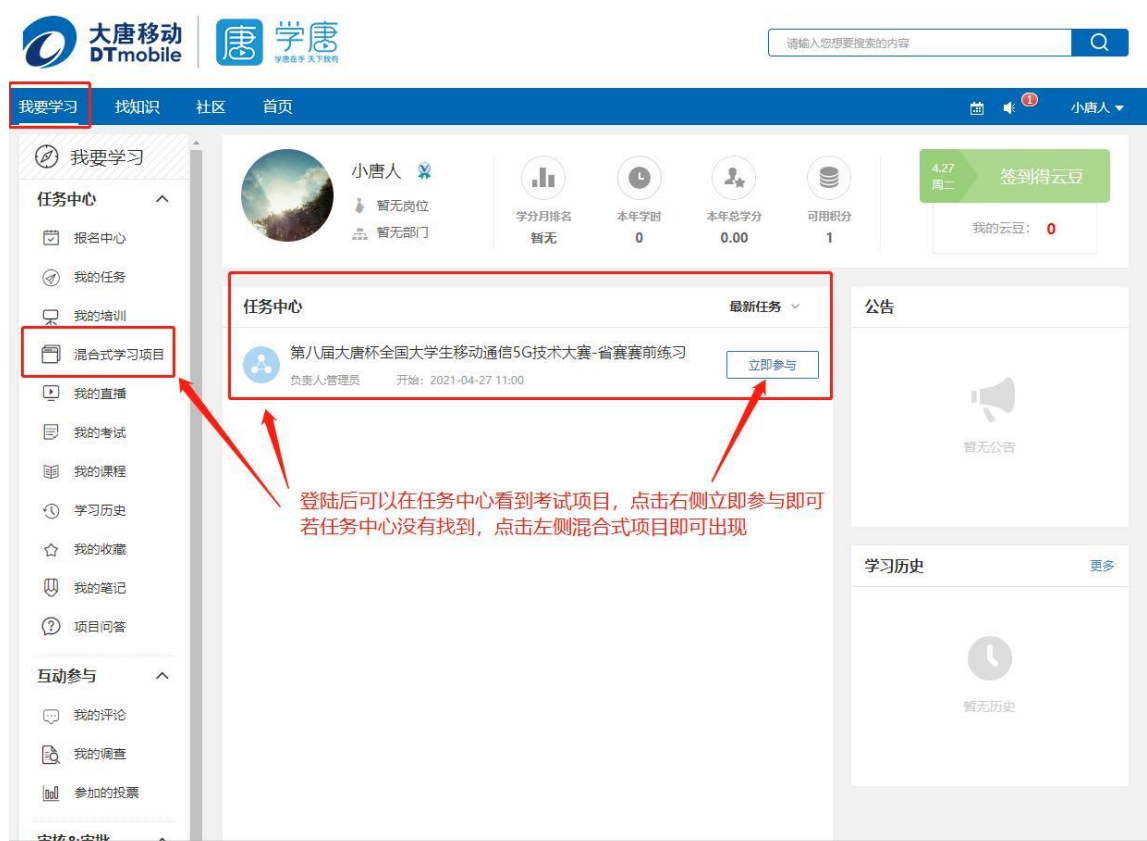 大唐移动
DTmobile
唐 学唐
学唐在手 天下我有
请输入您想要搜索的内容
我要学习 找知识 社区 首页
1
小唐人
我要学习
任务中心
报名中心
我的任务
我的培训
混合式学习项目
我的直播
我的考试
我的课程
学习历史
我的收藏
我的笔记
项目问答
互动参与
我的评论
我的调查
参加的投票
审核&审批
小唐人
暂无岗位
暂无部门
学分月排名 本年学时 本年总学分 可用积分
暂无 0 0.00 1
4.27
周二
签到得云豆
我的云豆: 0
任务中心 最新任务
第八届大唐杯全国大学生移动通信5G技术大赛-省赛赛前练习
负责人:管理员 开始: 2021-04-27 11:00
立即参与
登陆后可以在任务中心看到考试项目，点击右侧立即参与即可
若任务中心没有找到，点击左侧混合式项目即可出现
公告
暂无公告
学习历史 更多
暂无历史